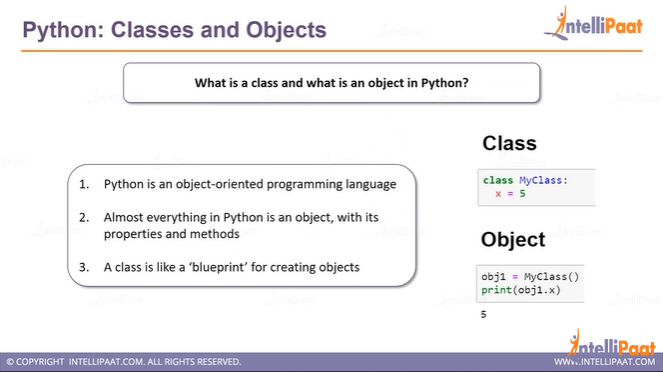 Python: Classes and Objects
IntelliPaat
What is a class and what is an object in Python?
1. Python is an object-oriented programming language
2. Almost everything in Python is an object, with its
properties and methods
3. A class is like a 'blueprint' for creating objects
Class
class MyClass:
x = 5
Object
obj1 = MyClass()
print(obj1.x)
5
IntelliPaat
© COPYRIGHT INTELLIPAAT.COM. ALL RIGHTS RESERVED.
WWW.INTELLIPAAT.COM